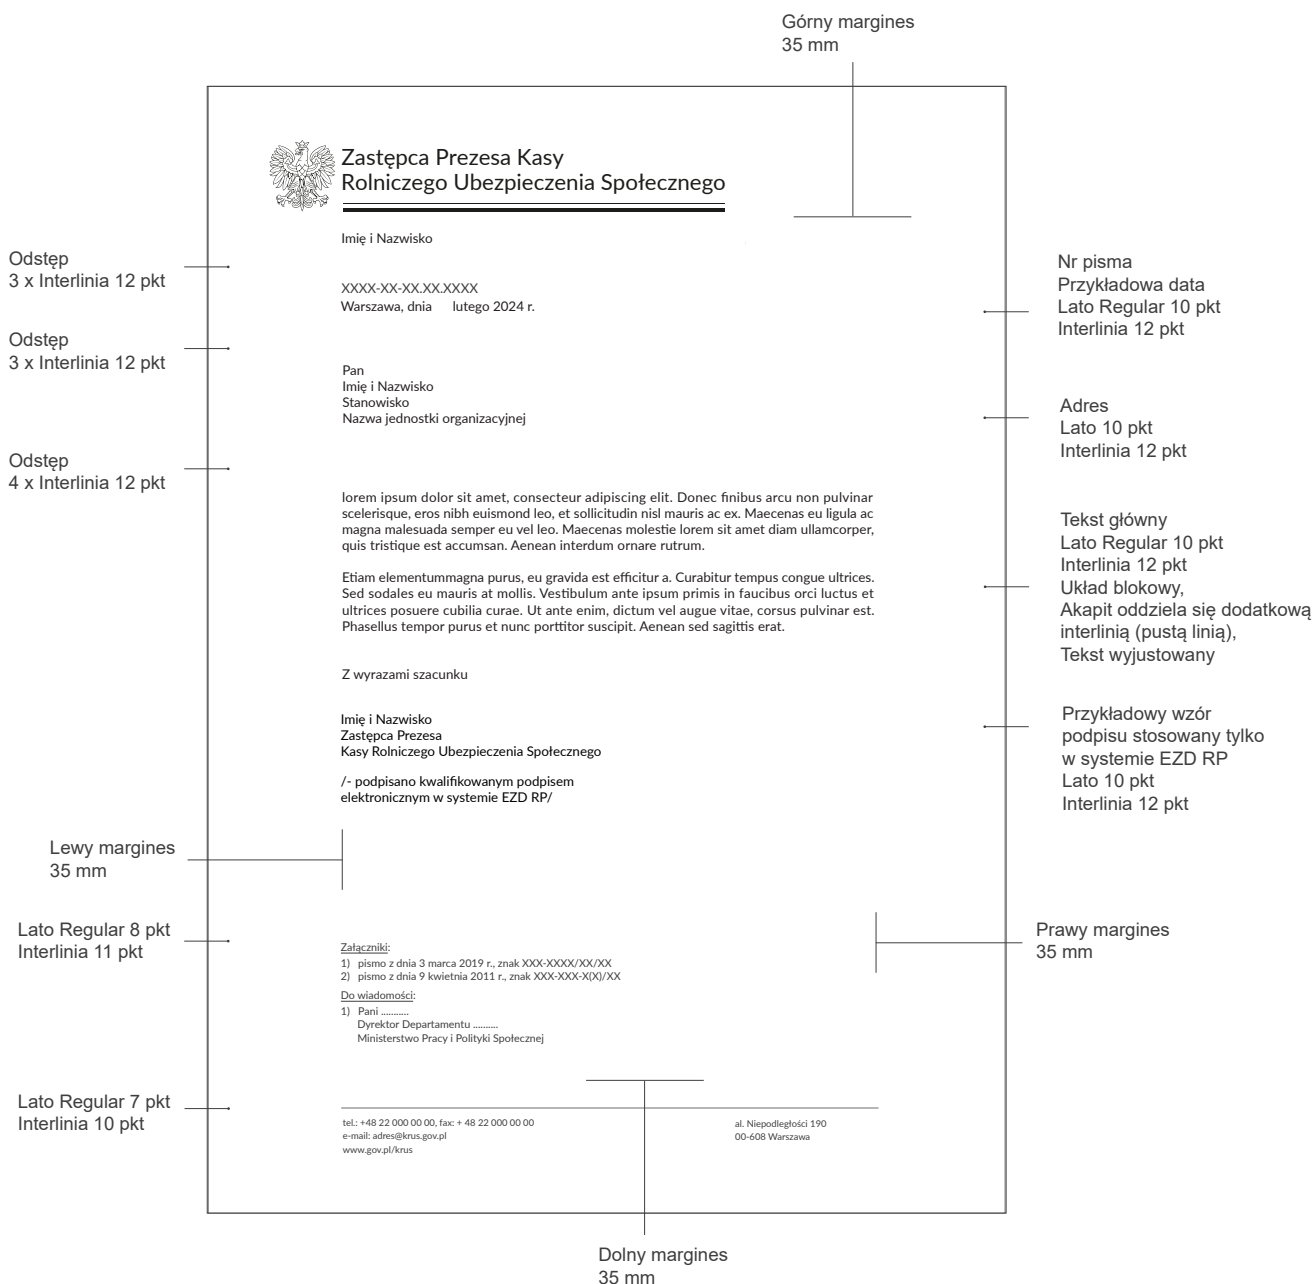 Górny margines
35 mm
Zastępca Prezesa Kasy
Rolniczego Ubezpieczenia Społecznego
Imię i Nazwisko
Odstęp
3 x Interlinia 12 pkt
XXXX-XX-XX.XX.XXXX
Warszawa, dnia lutego 2024 r.
Nr pisma
Przykładowa data
Lato Regular 10 pkt
Interlinia 12 pkt
Odstęp
3 x Interlinia 12 pkt
Pan
Imię i Nazwisko
Stanowisko
Nazwa jednostki organizacyjnej
Adres
Lato 10 pkt
Interlinia 12 pkt
Odstęp
4 x Interlinia 12 pkt
lorem ipsum dolor sit amet, consecteur adipiscing elit. Donec finibus arcu non pulvinar
scelerisque, eros nibh euismond leo, et sollicitudin nisl mauris ac ex. Maecenas eu ligula ac
magna malesuada semper eu vel leo. Maecenas molestie lorem sit amet diam ullamcorper,
quis tristique est accumsan. Aenean interdum ornare rutrum.
Etiam elementummagna purus, eu gravida est efficitur a. Curabitur tempus congue ultrices.
Sed sodales eu mauris at mollis. Vestibulum ante ipsum primis in faucibus orci luctus et
ultrices posuere cubilia curae. Ut ante enim, dictum vel augue vitae, corsus pulvinar est.
Phasellus tempor purus et nunc porttitor suscipit. Aenean sed sagittis erat.
Tekst główny
Lato Regular 10 pkt
Interlinia 12 pkt
Układ blokowy,
Akapit oddziela się dodatkową
interlinią (pustą linią),
Tekst wyjustowany
Z wyrazami szacunku
Imię i Nazwisko
Zastępca Prezesa
Kasy Rolniczego Ubezpieczenia Społecznego
/- podpisano kwalifikowanym podpisem
elektronicznym w systemie EZD RP/
Przykładowy wzór
podpisu stosowany tylko
w systemie EZD RP
Lato 10 pkt
Interlinia 12 pkt
Lewy margines
35 mm
Lato Regular 8 pkt
Interlinia 11 pkt
Prawy margines
35 mm
Załączniki:
1) pismo z dnia 3 marca 2019 r., znak XXX-XXXX/XX/XX
2) pismo z dnia 9 kwietnia 2011 r., znak XXX-XXX-X(X)/XX
Do wiadomości:
1) Pani ...........
Dyrektor Departamentu ..........
Ministerstwo Pracy i Polityki Społecznej
Lato Regular 7 pkt
Interlinia 10 pkt
tel.: +48 22 000 00 00, fax: + 48 22 000 00 00
e-mail: adres@krus.gov.pl
www.gov.pl/krus
al. Niepodległości 190
00-608 Warszawa
Dolny margines
35 mm